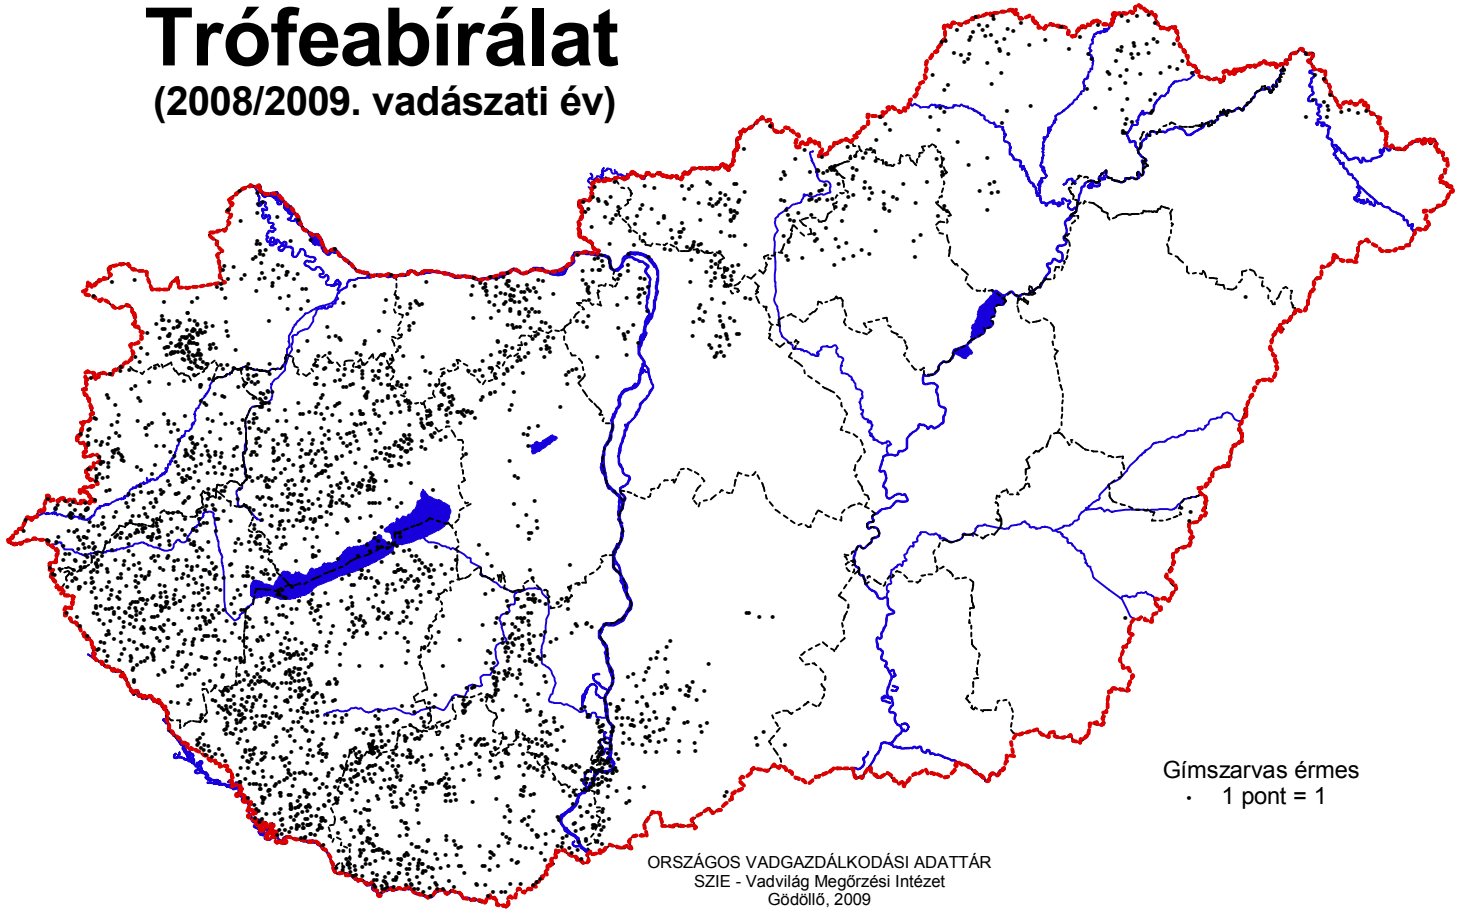 Trófeabírálat
(2008/2009. vadászati év)
Gímszarvas érmes
· 1 pont = 1
ORSZÁGOS VADGAZDÁLKODÁSI ADATTÁR
SZIE - Vadvilág Megőrzési Intézet
Gödöllő, 2009